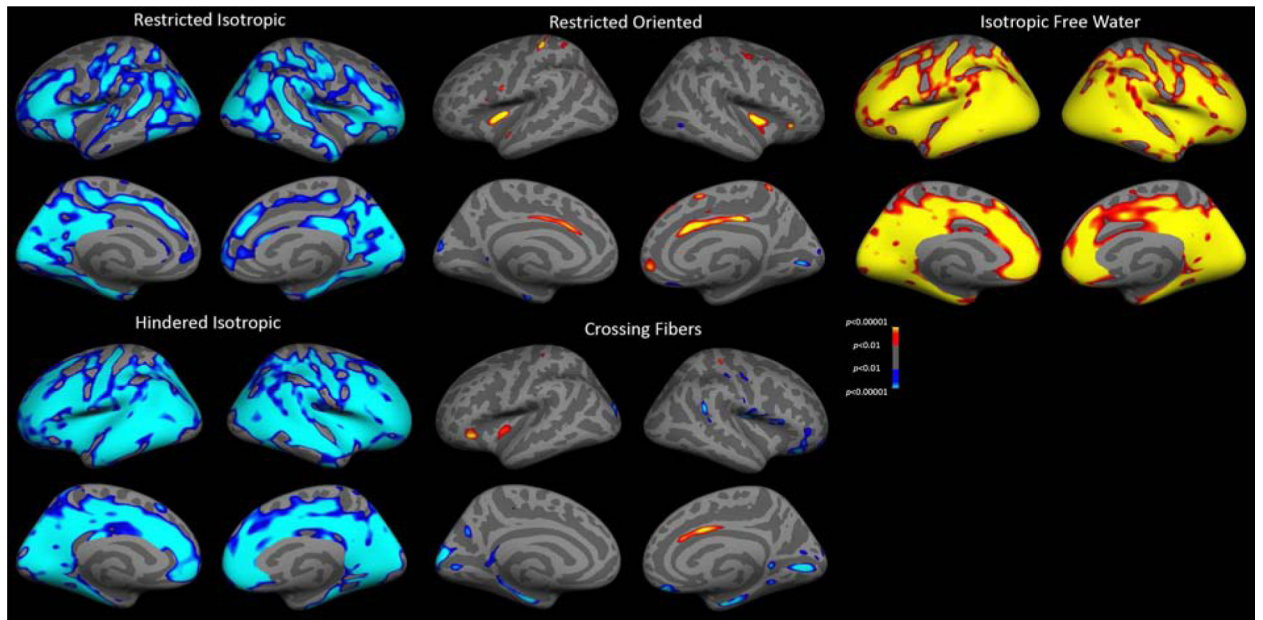 Restricted Isotropic
Restricted Oriented
Isotropic Free Water
Hindered Isotropic
Crossing Fibers
p<0.00001
p<0.01
p<0.01
p<0.00001